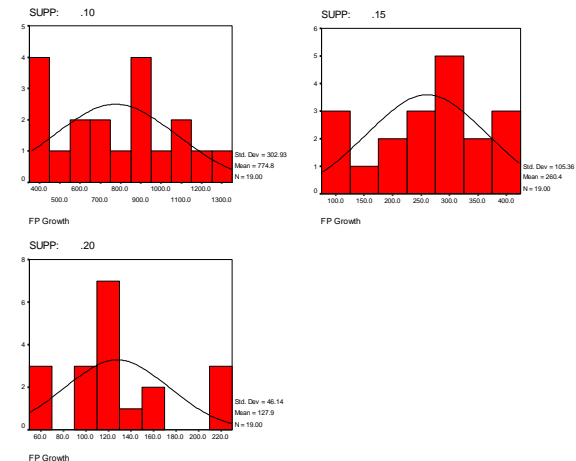 SUPP: .10
5
4
3
2
1
0
Std. Dev = 302.93
Mean = 774.8
N = 19.00
400.0 600.0 800.0 1000.0 1200.0
500.0 700.0 900.0 1100.0 1300.0
FP Growth
SUPP: .15
6
5
4
3
2
1
0
Std. Dev = 105.36
Mean = 260.4
N = 19.00
100.0 150.0 200.0 250.0 300.0 350.0 400.0
FP Growth
SUPP: .20
8
6
4
2
0
Std. Dev = 46.14
Mean = 127.9
N = 19.00
60.0 80.0 100.0 120.0 140.0 160.0 180.0 200.0 220.0
FP Growth